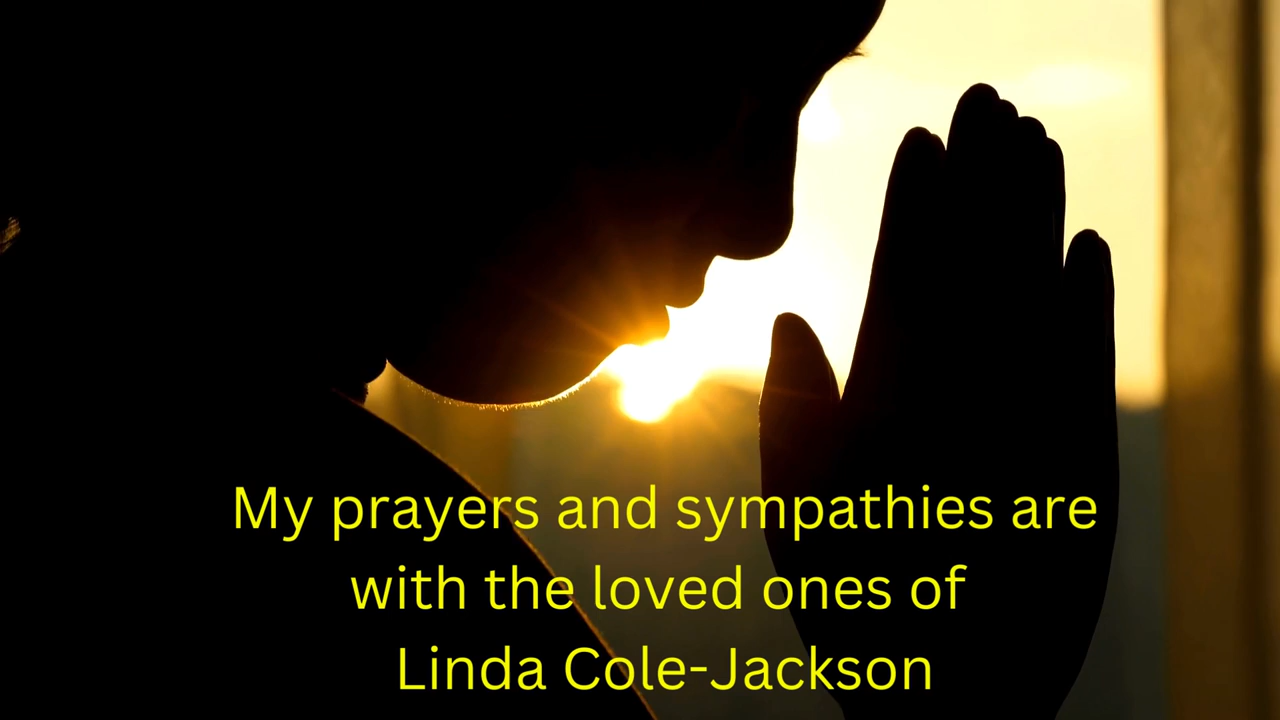 My prayers and sympathies are
with the loved ones of
Linda Cole-Jackson